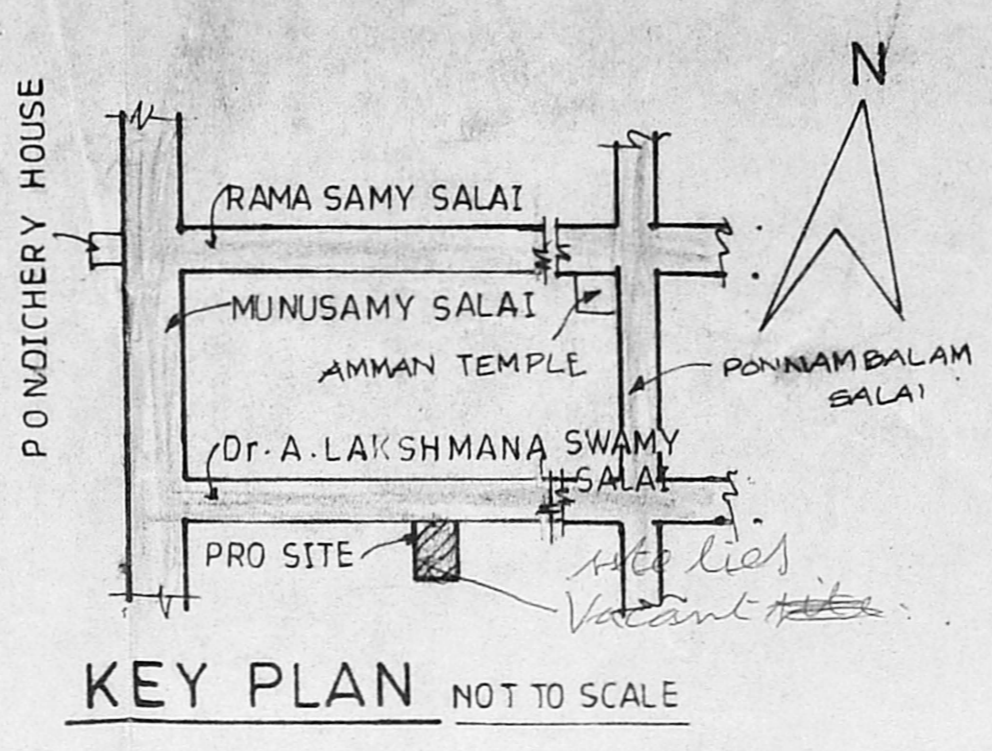 N
PONDICHERY HOUSE
RAMA SAMY SALAI
MUNUSAMY SALAI
AMMAN TEMPLE
PONNAMBALAM
SALAI
Dr. A. LAKSHMANA SWAMY
SALAI
PRO SITE
site lies
Vacant
KEY PLAN NOT TO SCALE